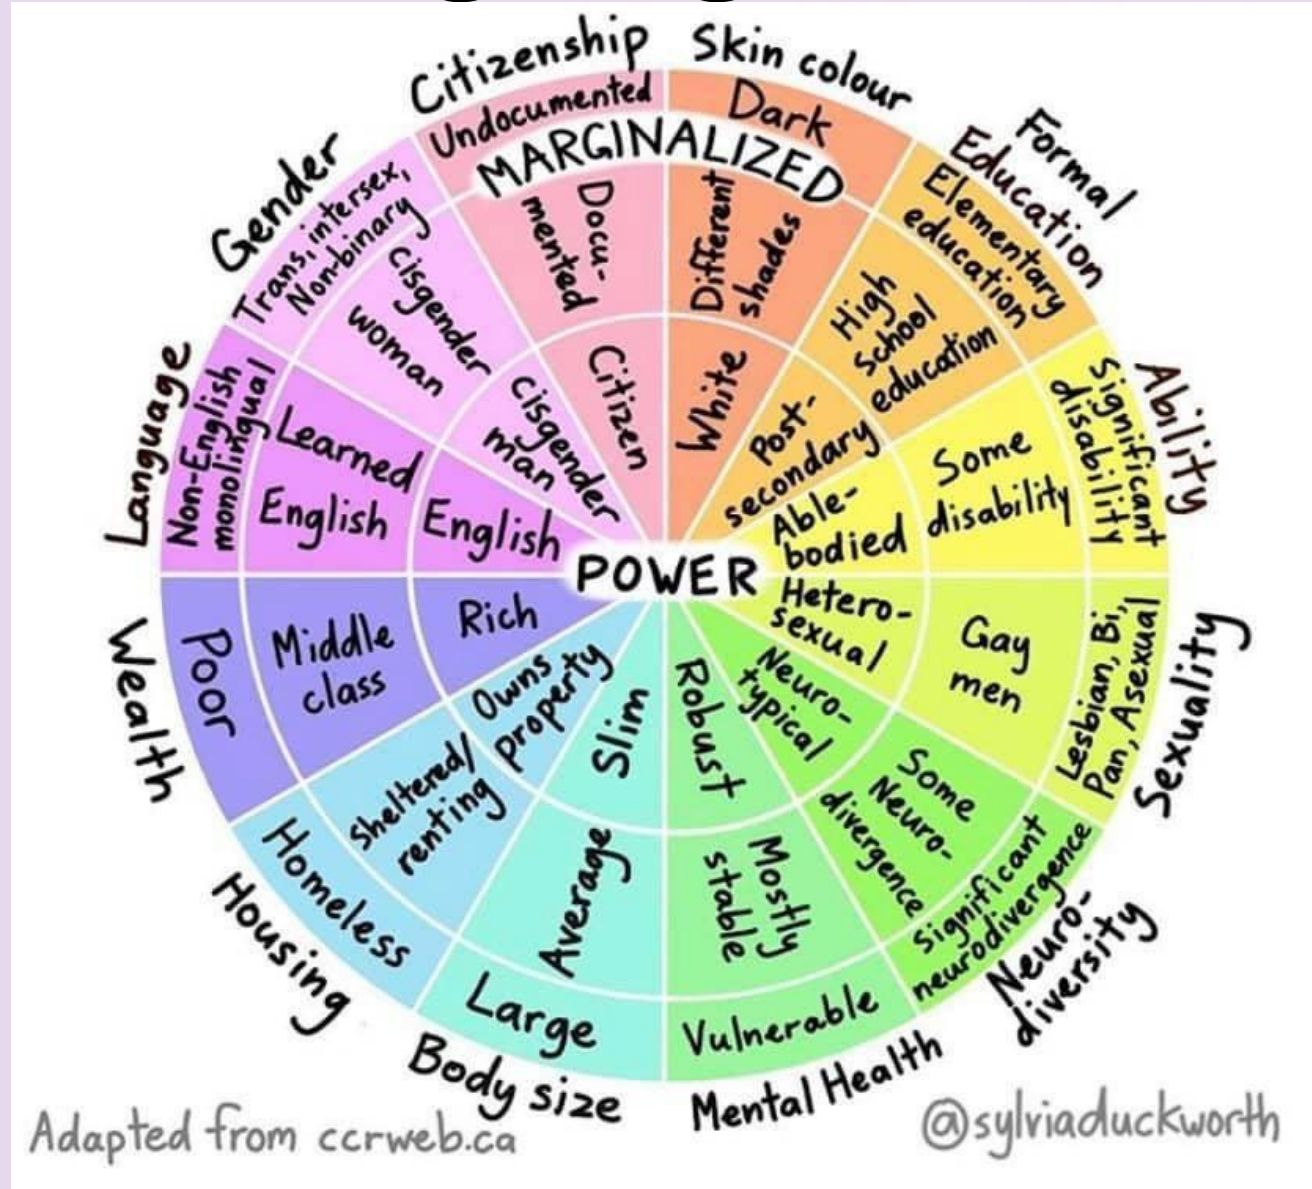 Citizenship
Undocumented
Docu-
mented
Citizen
Skin colour
Dark
Different
shades
White
Formal
Education
Elementary
education
High
School
education
Post-
secondary
Ability
Significant
disability
Some
disability
Able-
bodied
Sexuality
Lesbian, Bi,
Pan, Asexual
Gay
men
Hetero-
sexual
Neuro-
diversity
Significant
neurodivergence
Some
Neuro-
divergence
Neuro-
typical
Mental Health
Vulnerable
Mostly
stable
Robust
Body size
Large
Average
Slim
Housing
Homeless
Sheltered/
renting
Owns
property
Wealth
Poor
Middle
class
Rich
Language
Non-English
monolingual
Learned
English
English
Gender
Trans, intersex,
Non-binary
cisgender
woman
cisgender
man
MARGINALIZED
POWER
Adapted from ccrweb.ca
@sylviaduckworth